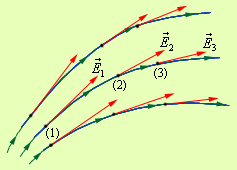 E⃗₁
E⃗₂
E⃗₃
(1)
(2)
(3)